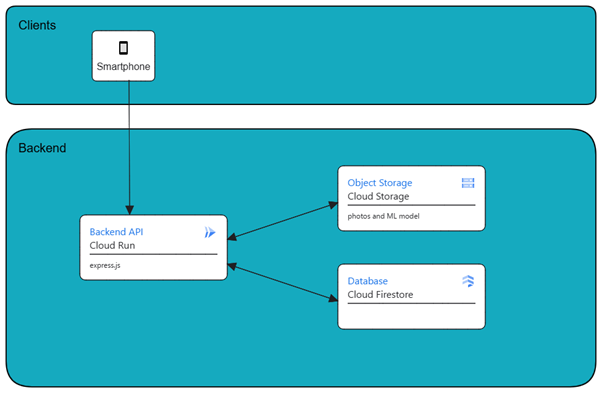 Clients
Smartphone
Backend
Object Storage
Cloud Storage
photos and ML model
Backend API
Cloud Run
express.js
Database
Cloud Firestore